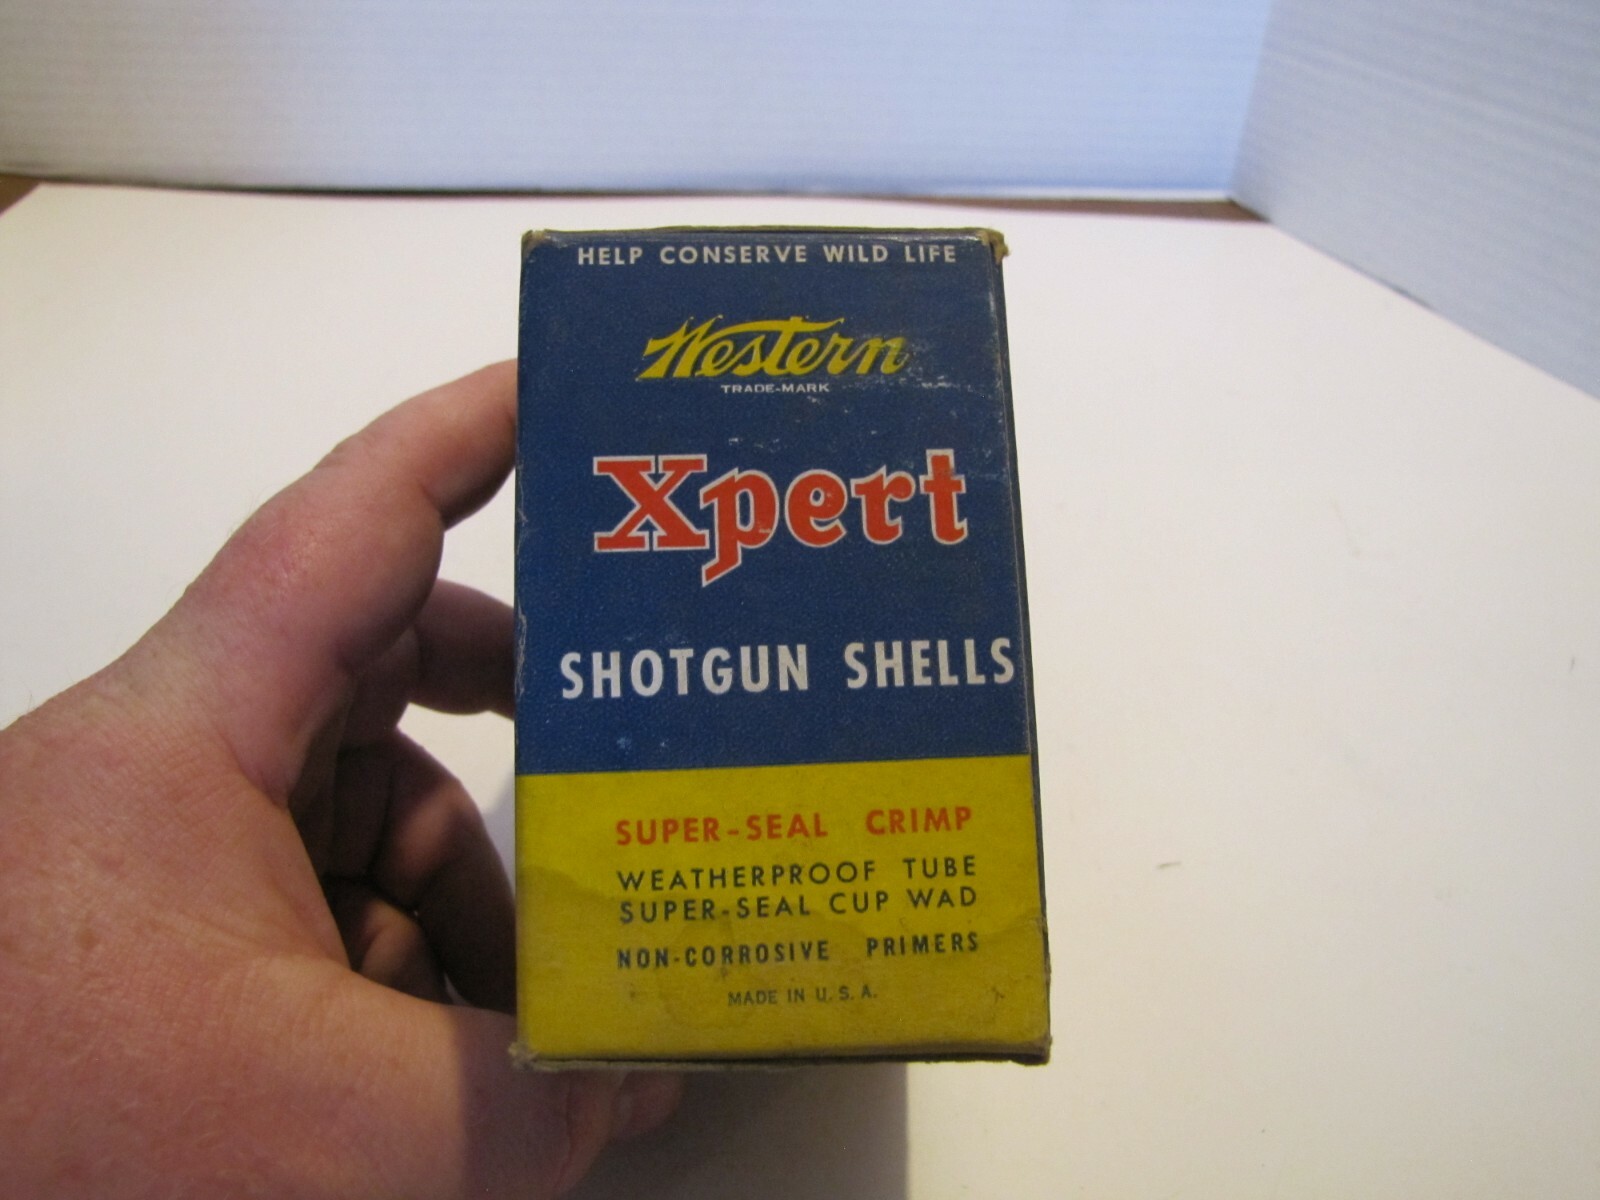 HELP CONSERVE WILD LIFE
Western
TRADE-MARK
Xpert
SHOTGUN SHELLS
SUPER-SEAL CRIMP
WEATHERPROOF TUBE
SUPER-SEAL CUP WAD
NON-CORROSIVE PRIMERS
MADE IN U.S.A.